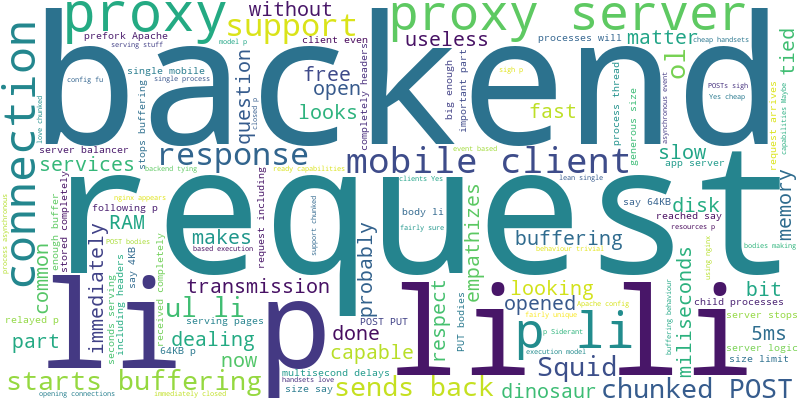 backend
request
li p li li
proxy
proxy server
support
without
prefork Apache
serving stuff
model p
client even
useless
processes will
cheap handsets
matter
ol
tied
config fu
single mobile
single process
question
free
open
closed p
completely headers
sign p
big enough
important part
POSTs sigh
Yes cheap
love chunked
server balancer
stops buffering
looks
event based
fast
process thread
generous size
asynchronous event
request arrives
capabilities Maybe
connection
services
response
mobile client
slow
app server
backend tying
ready capabilities
clients Yes
lean single
say 64KB
disk
reached say
resources p
memory
relayed p
process asynchronous
common
enough buffer
stored completely
following p
RAM
nginx appears
POST bodies
makes
based execution
request including
support chunked
probably
body li
fairly sure
empathizes
buffering
behaviour trivial
using nginx
bodies making
immediately
say 4KB
including headers
seconds serving
received completely
transmission
respect
PUT bodies
looking
opened
fairly unique
Apache config
milliseconds
buffering behaviour
bit
child processes
server stops
5ms
server logic
size limit
ul li
serving pages
part
dealing
now
64KB p
done
POST PUT
capable
p li
p Siderant
execution model
Squid
multisecond delays
handsets love
starts buffering
opening connections
immediately closed
size say
sends back
dinosaur
chunked POST